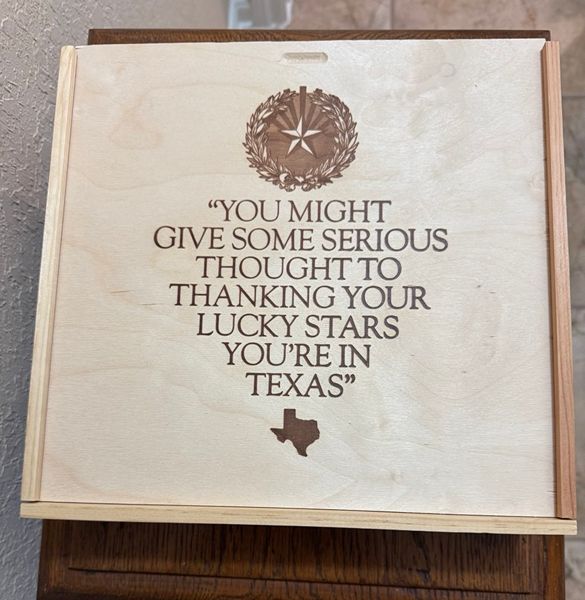 “YOU MIGHT
GIVE SOME SERIOUS
THOUGHT TO
THANKING YOUR
LUCKY STARS
YOU’RE IN
TEXAS”